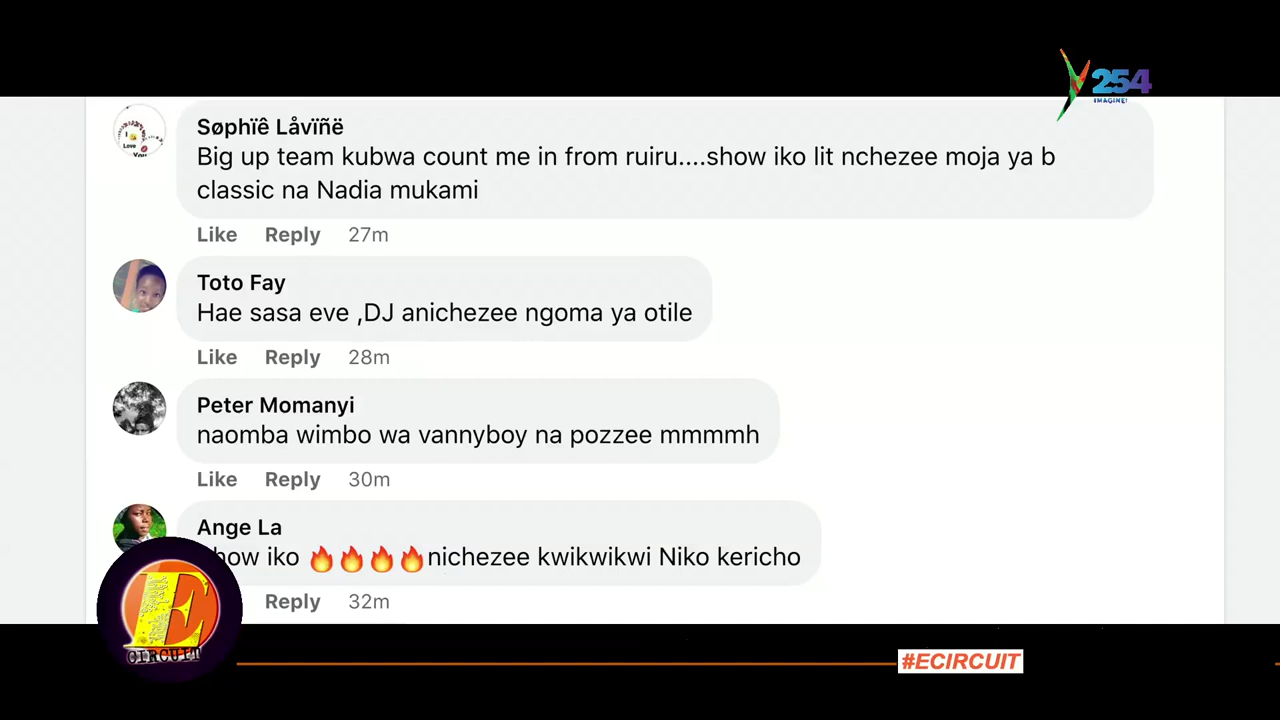 254
IMAGINE!
Søphïê Låvïñë
Big up team kubwa count me in from ruiru....show iko lit nchezee moja ya b
classic na Nadia mukami
Like Reply 27m
Toto Fay
Hae sasa eve ,DJ anichezee ngoma ya otile
Like Reply 28m
Peter Momanyi
naomba wimbo wa vannyboy na pozzee mmmmh
Like Reply 30m
Ange La
how iko 🔥🔥🔥🔥nichezee kwikwikwi Niko kericho
Reply 32m
E
CIRCUIT
#ECIRCUIT